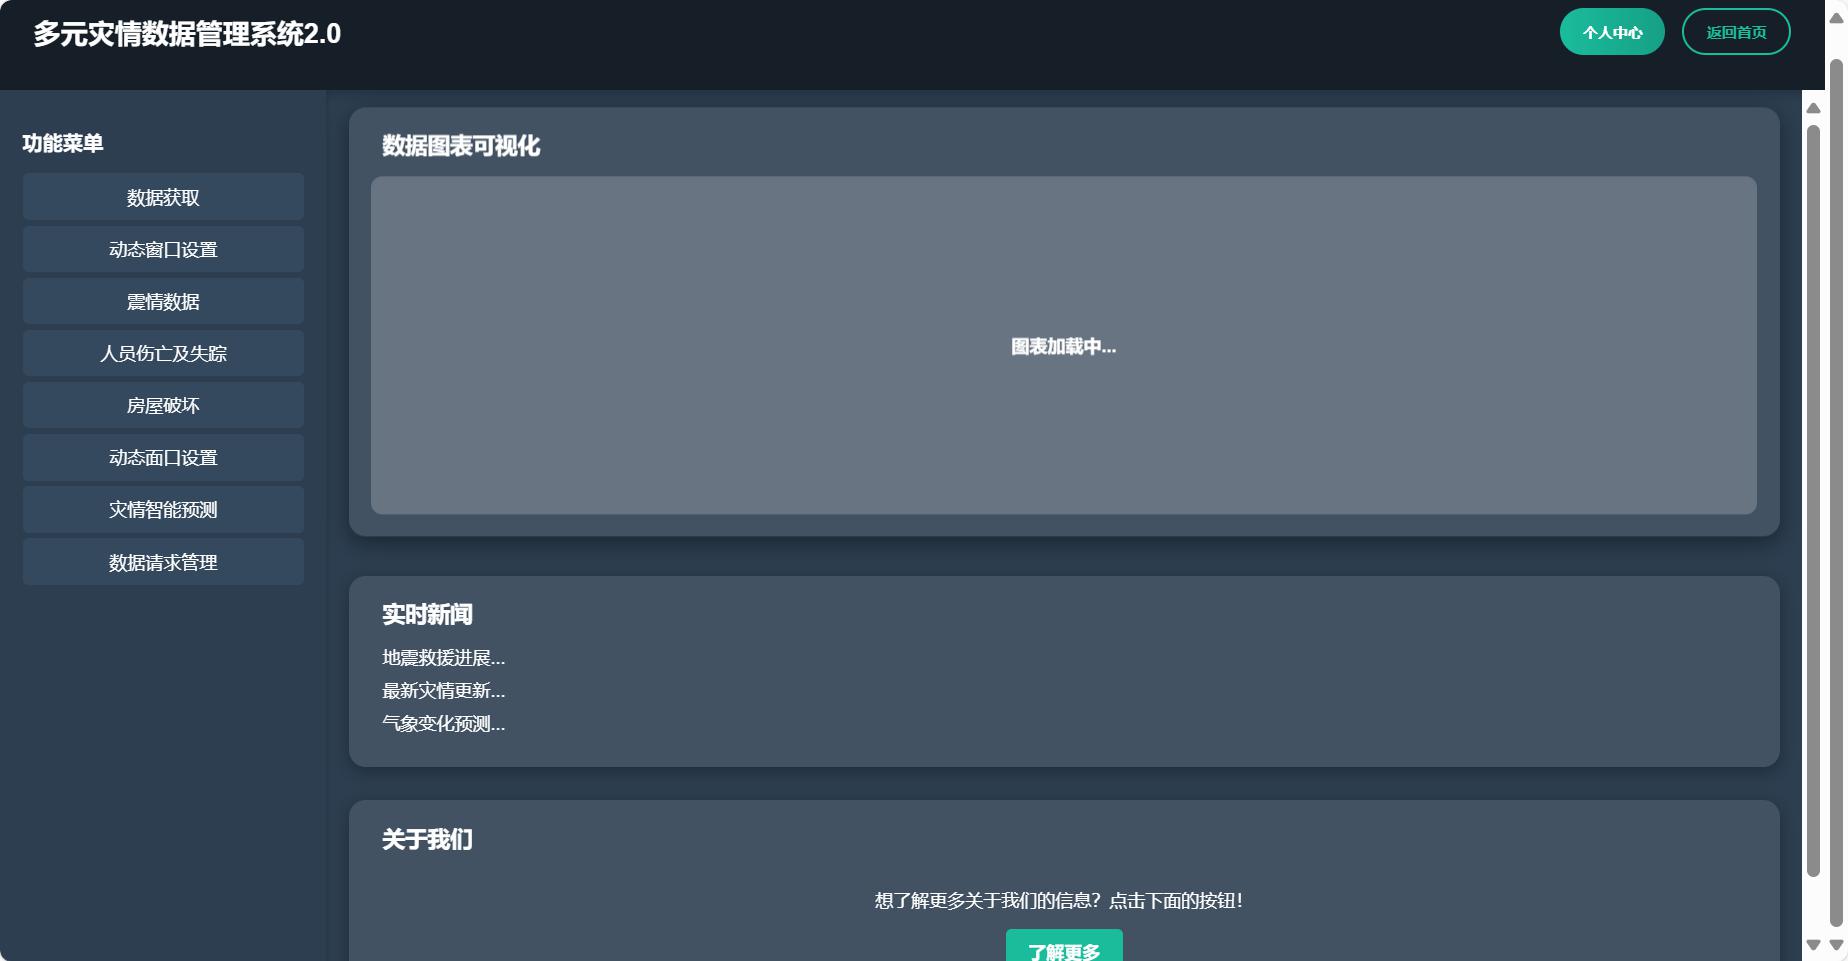 多元灾情数据管理系统2.0
个人中心
返回首页
功能菜单
数据获取
动态窗口设置
震情数据
人员伤亡及失踪
房屋破坏
动态面口设置
灾情智能预测
数据请求管理
数据图表可视化
图表加载中...
实时新闻
地震救援进展...
最新灾情更新...
气象变化预测...
关于我们
想了解更多关于我们的信息？点击下面的按钮！
了解更多